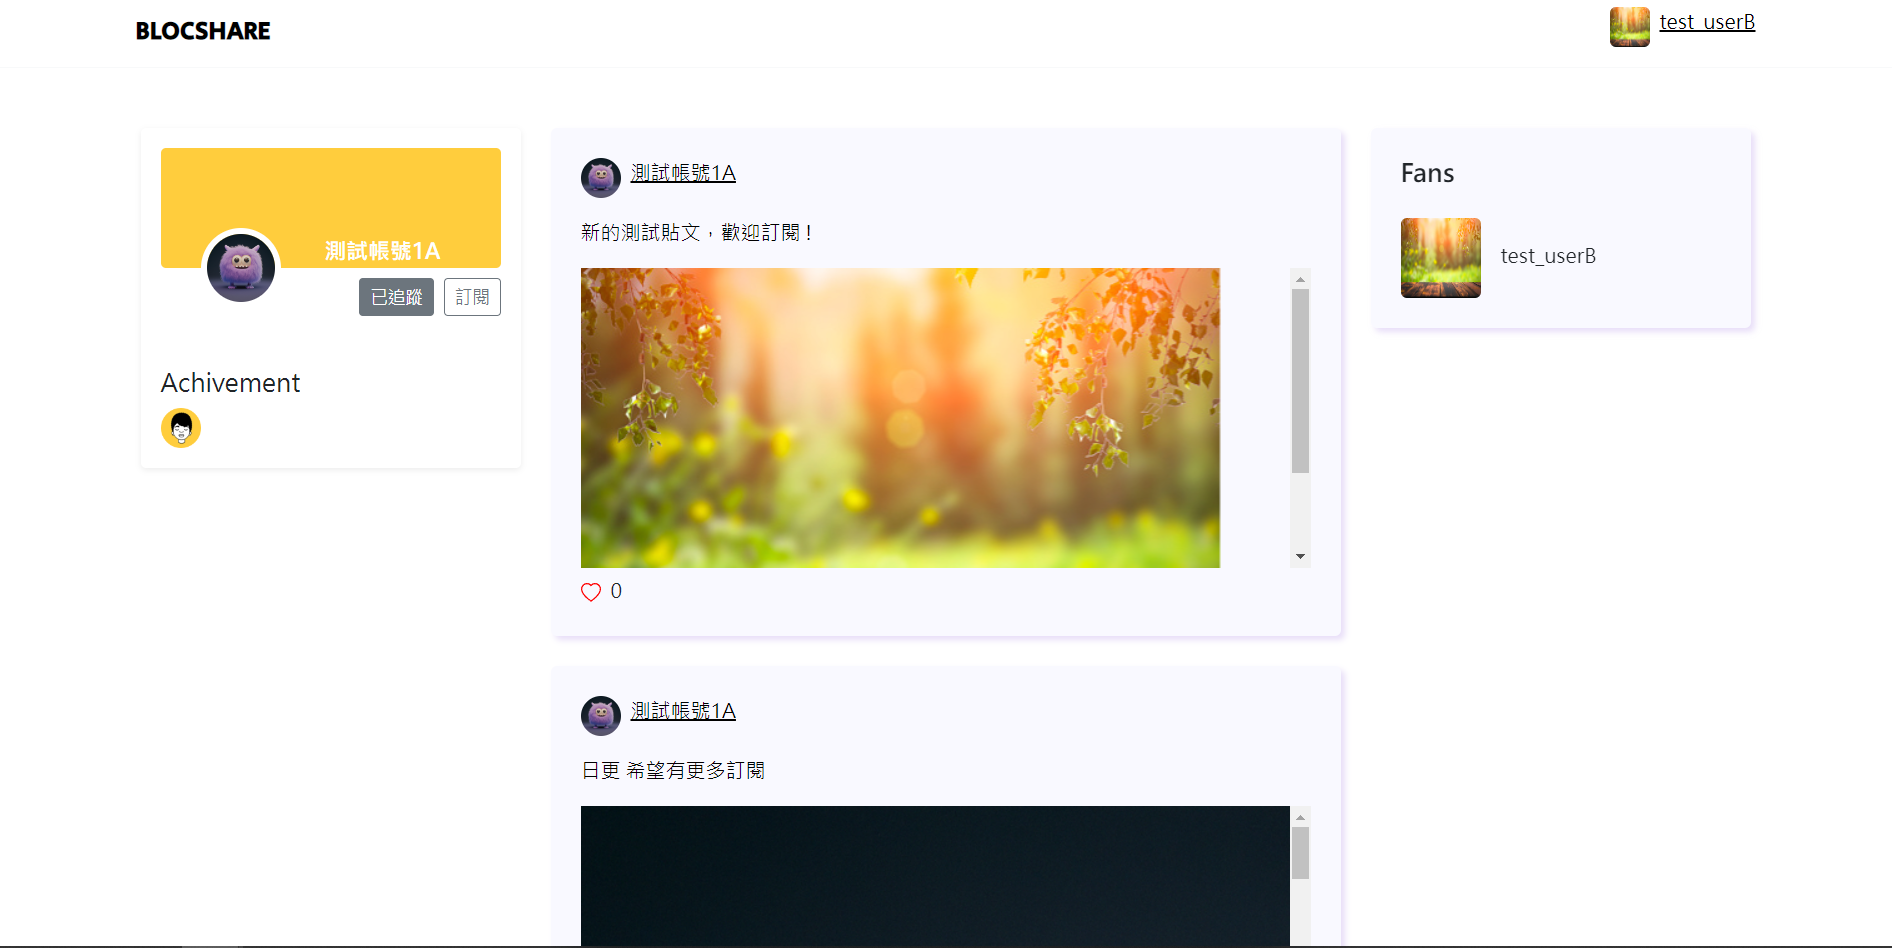 BLOCSHARE
test_userB
測試帳號1A
已追蹤
訂閱
Achivement
測試帳號1A
新的測試貼文，歡迎訂閱！
0
測試帳號1A
日更 希望有更多訂閱
Fans
test_userB